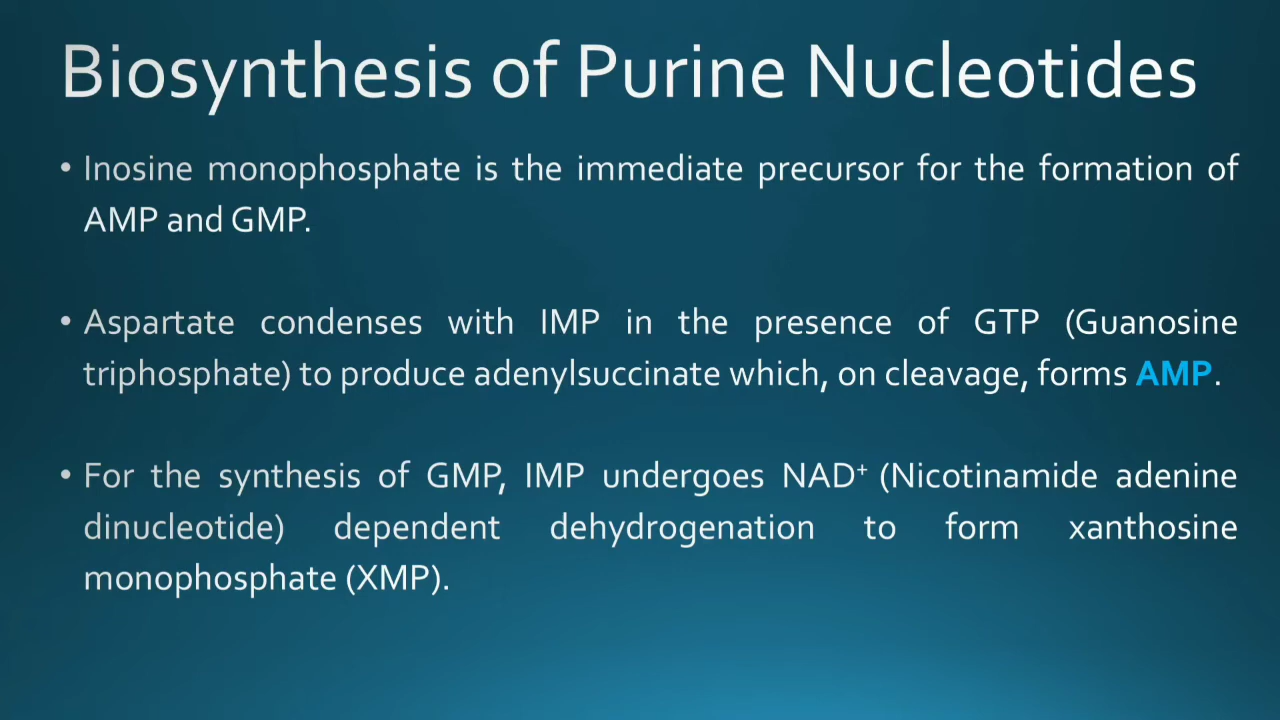 Biosynthesis of Purine Nucleotides
• Inosine monophosphate is the immediate precursor for the formation of
AMP and GMP.
• Aspartate condenses with IMP in the presence of GTP (Guanosine
triphosphate) to produce adenylsuccinate which, on cleavage, forms AMP.
• For the synthesis of GMP, IMP undergoes NAD⁺ (Nicotinamide adenine
dinucleotide) dependent dehydrogenation to form xanthosine
monophosphate (XMP).